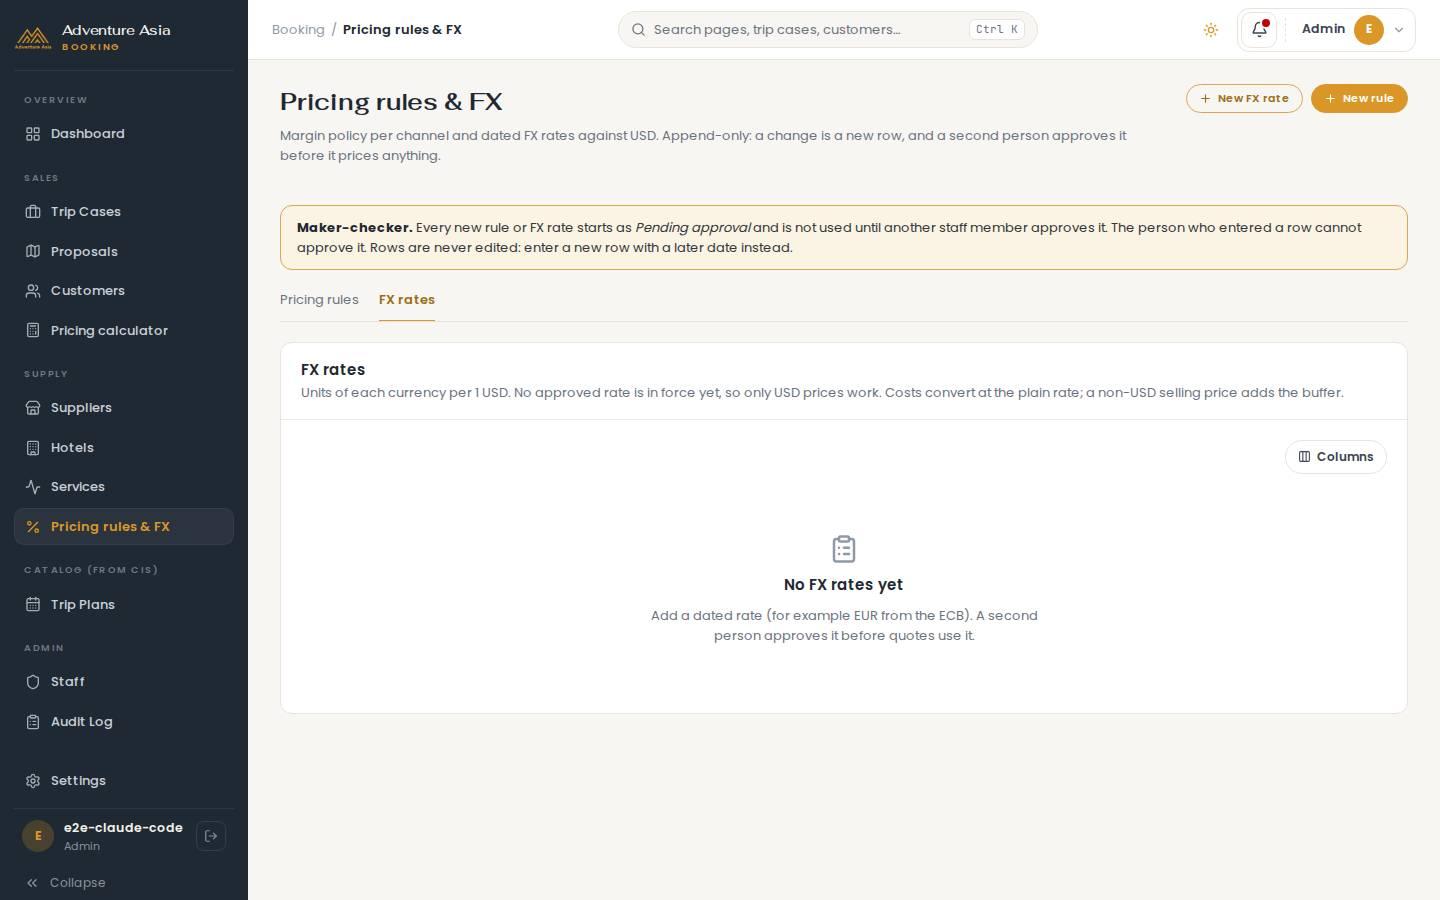 Adventure Asia
Adventure Asia
BOOKING
OVERVIEW
Dashboard
SALES
Trip Cases
Proposals
Customers
Pricing calculator
SUPPLY
Suppliers
Hotels
Services
Pricing rules & FX
CATALOG (FROM CIS)
Trip Plans
ADMIN
Staff
Audit Log
Settings
E
e2e-claude-code
Admin
Collapse
Booking / Pricing rules & FX
Search pages, trip cases, customers...
Ctrl K
Admin
E
Pricing rules & FX
New FX rate
New rule
Margin policy per channel and dated FX rates against USD. Append-only: a change is a new row, and a second person approves it
before it prices anything.
Maker-checker. Every new rule or FX rate starts as Pending approval and is not used until another staff member approves it. The person who entered a row cannot
approve it. Rows are never edited: enter a new row with a later date instead.
Pricing rules
FX rates
FX rates
Units of each currency per 1 USD. No approved rate is in force yet, so only USD prices work. Costs convert at the plain rate; a non-USD selling price adds the buffer.
Columns
No FX rates yet
Add a dated rate (for example EUR from the ECB). A second
person approves it before quotes use it.